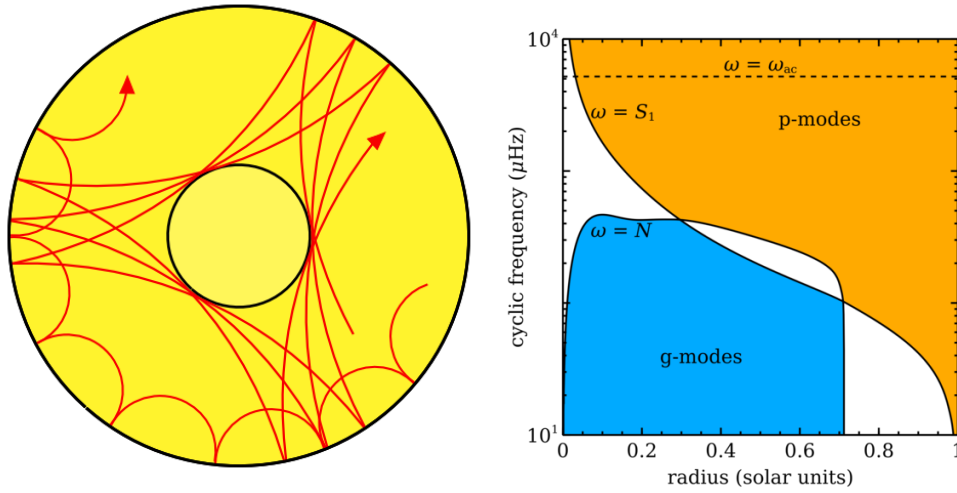 10⁴
ω = ω_ac
ω = S₁
p-modes
ω = N
g-modes
cyclic frequency (μHz)
10¹
0 0.2 0.4 0.6 0.8 1
radius (solar units)